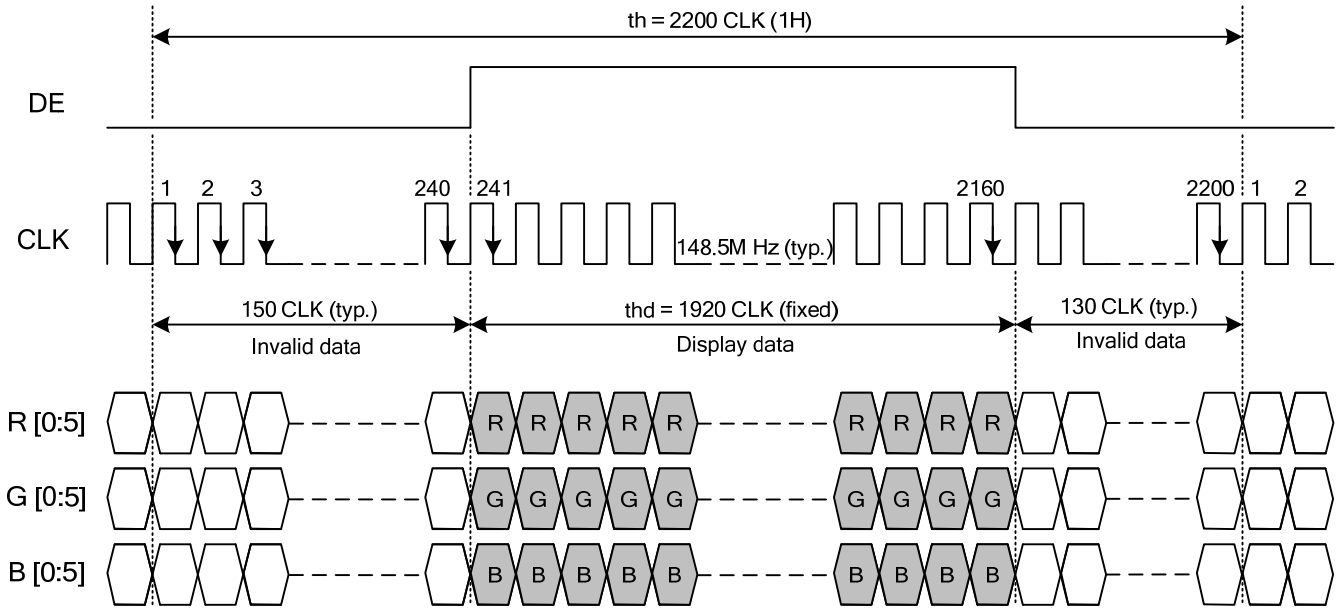 th = 2200 CLK (1H)
DE
1 2 3 240 241 2160 2200 1 2
CLK
148.5M Hz (typ.)
150 CLK (typ.) thd = 1920 CLK (fixed) 130 CLK (typ.)
Invalid data Display data Invalid data
R [0:5] R R R R R R R R R
G [0:5] G G G G G G G G G
B [0:5] B B B B B B B B B